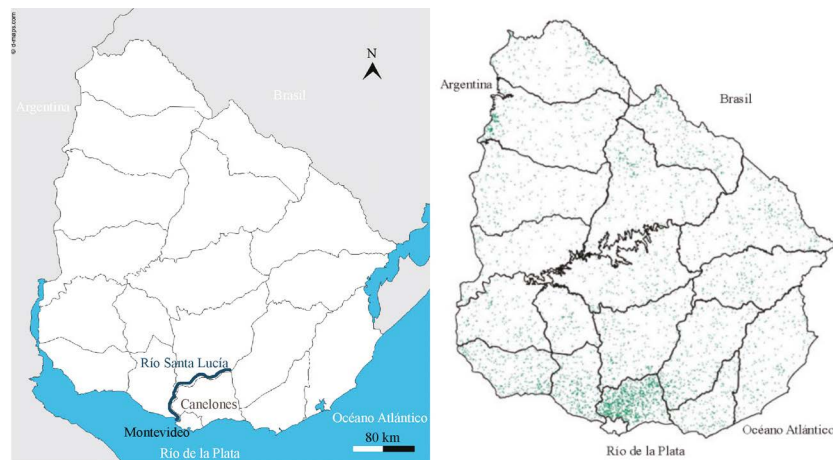 © d-maps.com
N
Argentina
Brasil
Río Santa Lucía
Canelones
Montevideo
Océano Atlántico
80 km
Río de la Plata
Argentina
Brasil
Océano Atlántico
Río de la Plata